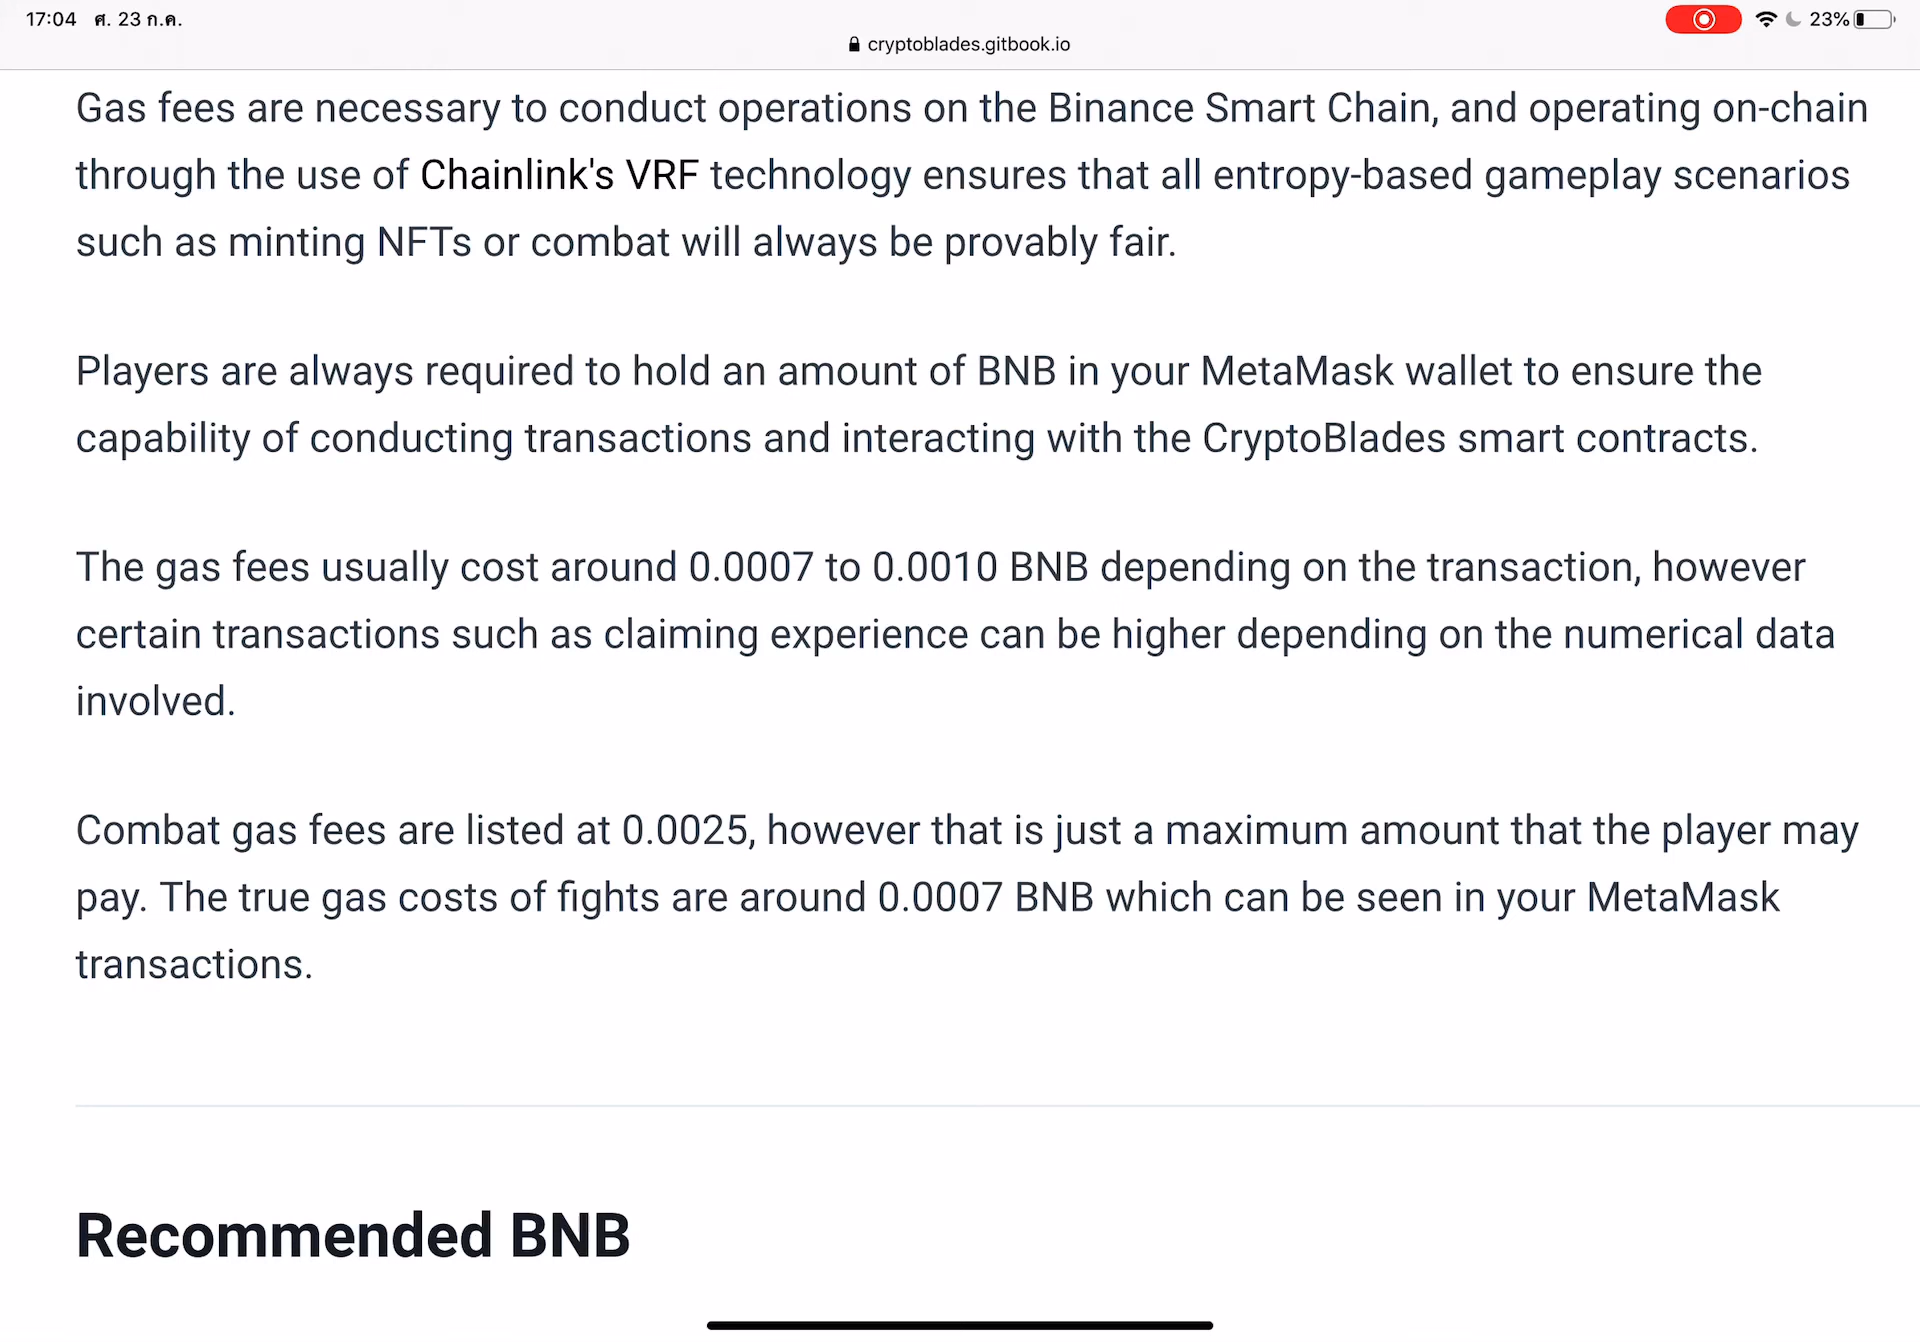 17:04 ศ. 23 ก.ค.
23%
cryptoblades.gitbook.io
Gas fees are necessary to conduct operations on the Binance Smart Chain, and operating on-chain
through the use of Chainlink's VRF technology ensures that all entropy-based gameplay scenarios
such as minting NFTs or combat will always be provably fair.
Players are always required to hold an amount of BNB in your MetaMask wallet to ensure the
capability of conducting transactions and interacting with the CryptoBlades smart contracts.
The gas fees usually cost around 0.0007 to 0.0010 BNB depending on the transaction, however
certain transactions such as claiming experience can be higher depending on the numerical data
involved.
Combat gas fees are listed at 0.0025, however that is just a maximum amount that the player may
pay. The true gas costs of fights are around 0.0007 BNB which can be seen in your MetaMask
transactions.
Recommended BNB